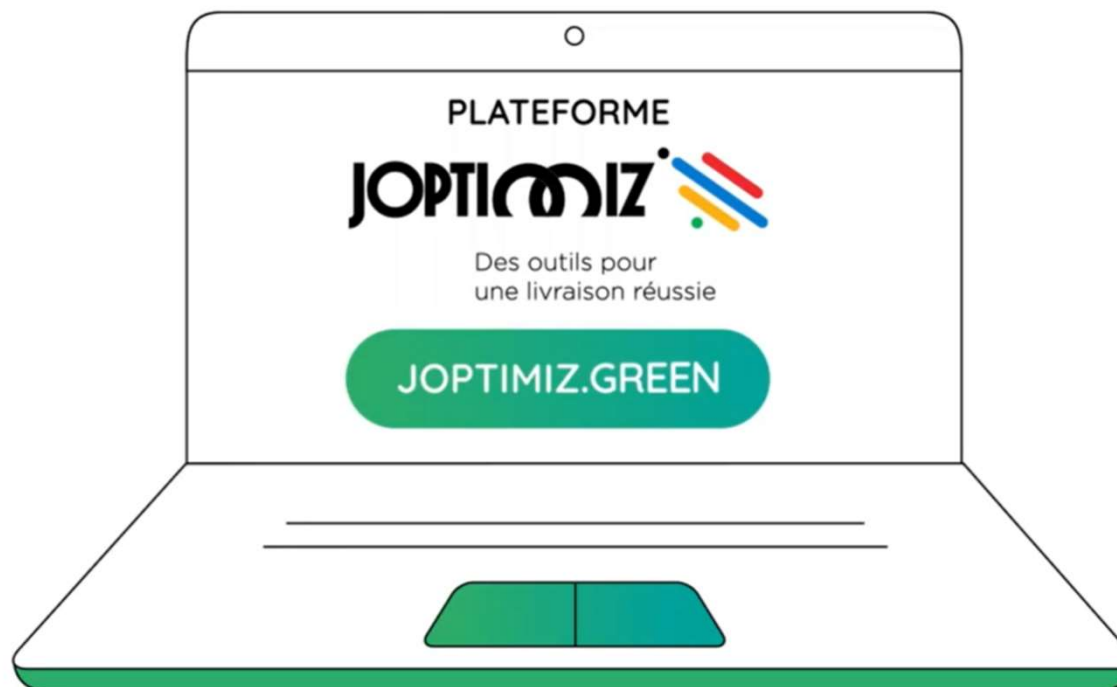 PLATEFORME
JOPTIMIZ
Des outils pour
une livraison réussie
JOPTIMIZ.GREEN